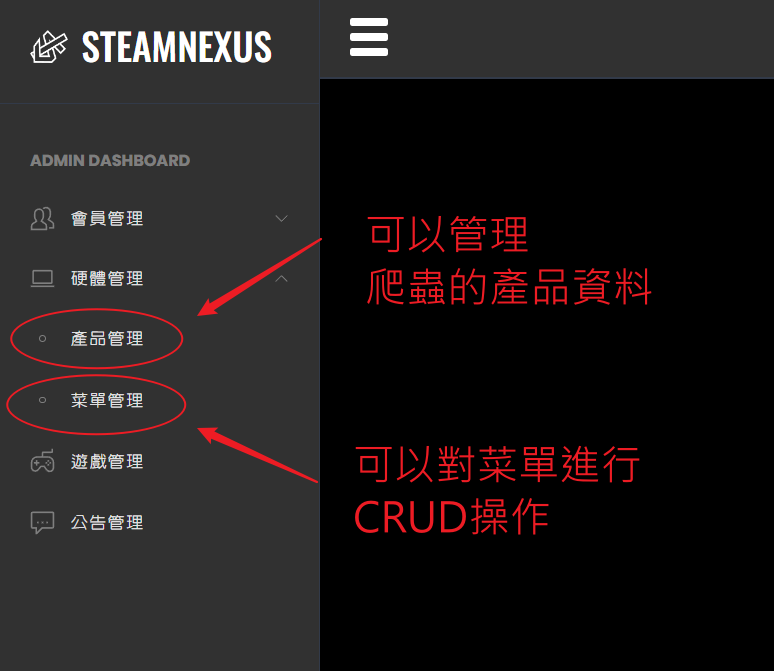 STEAMNEXUS
ADMIN DASHBOARD
會員管理
硬體管理
產品管理
菜單管理
遊戲管理
公告管理
可以管理
爬蟲的產品資料
可以對菜單進行
CRUD操作